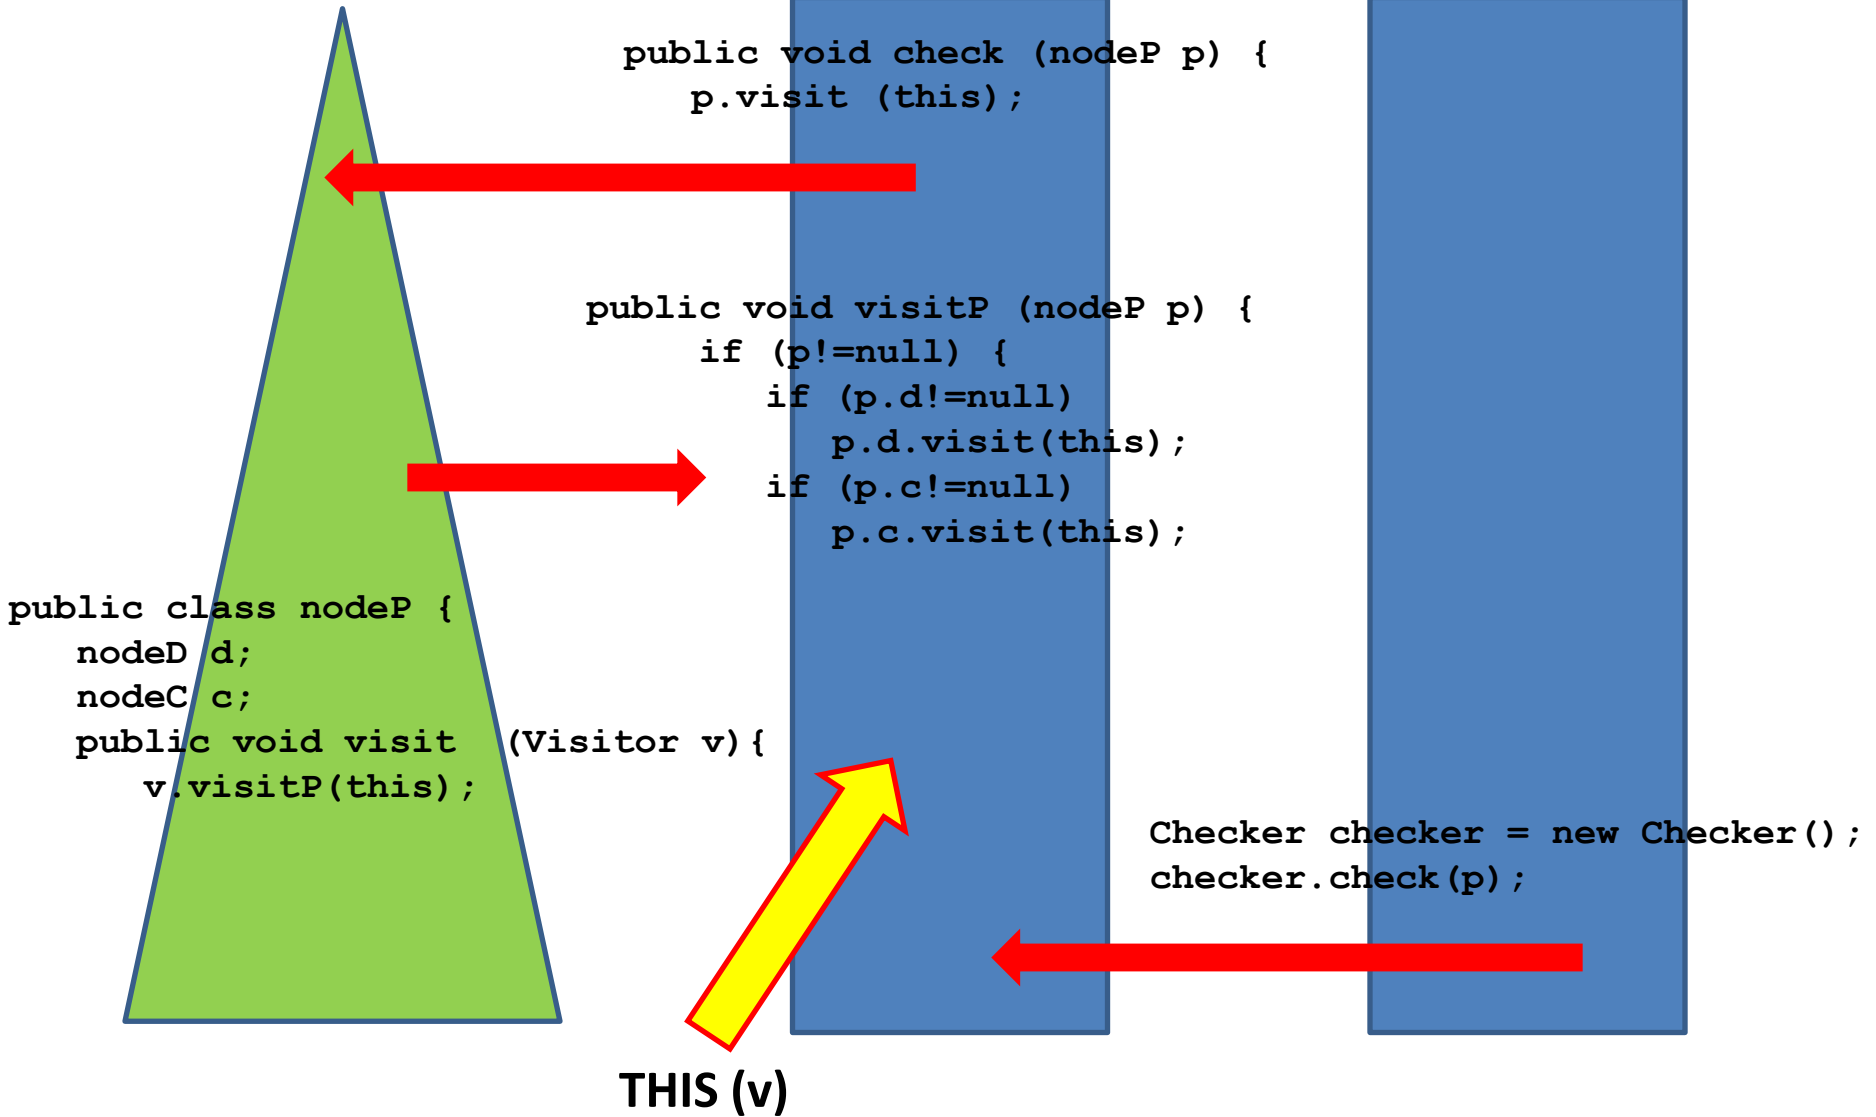 public void check (nodeP p) {
p.visit (this);
public void visitP (nodeP p) {
if (p!=null) {
if (p.d!=null)
p.d.visit(this);
if (p.c!=null)
p.c.visit(this);
public class nodeP {
nodeD d;
nodeC c;
public void visit (Visitor v){
v.visitP(this);
Checker checker = new Checker();
checker.check(p);
THIS (v)